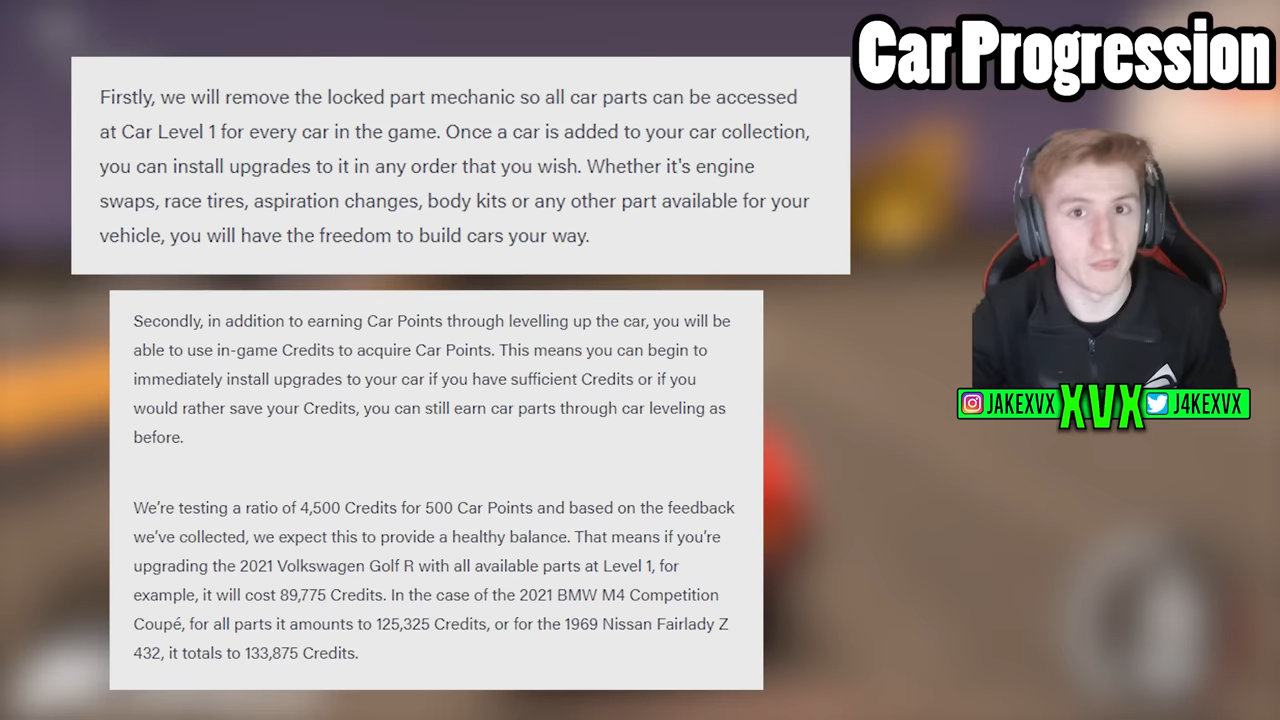 Car Progression
Firstly, we will remove the locked part mechanic so all car parts can be accessed
at Car Level 1 for every car in the game. Once a car is added to your car collection,
you can install upgrades to it in any order that you wish. Whether it's engine
swaps, race tires, aspiration changes, body kits or any other part available for your
vehicle, you will have the freedom to build cars your way.
Secondly, in addition to earning Car Points through levelling up the car, you will be
able to use in-game Credits to acquire Car Points. This means you can begin to
immediately install upgrades to your car if you have sufficient Credits or if you
would rather save your Credits, you can still earn car parts through car leveling as
before.
We're testing a ratio of 4,500 Credits for 500 Car Points and based on the feedback
we've collected, we expect this to provide a healthy balance. That means if you're
upgrading the 2021 Volkswagen Golf R with all available parts at Level 1, for
example, it will cost 89,775 Credits. In the case of the 2021 BMW M4 Competition
Coupé, for all parts it amounts to 125,325 Credits, or for the 1969 Nissan Fairlady Z
432, it totals to 133,875 Credits.
JAKEXVX XVX J4KEXVX